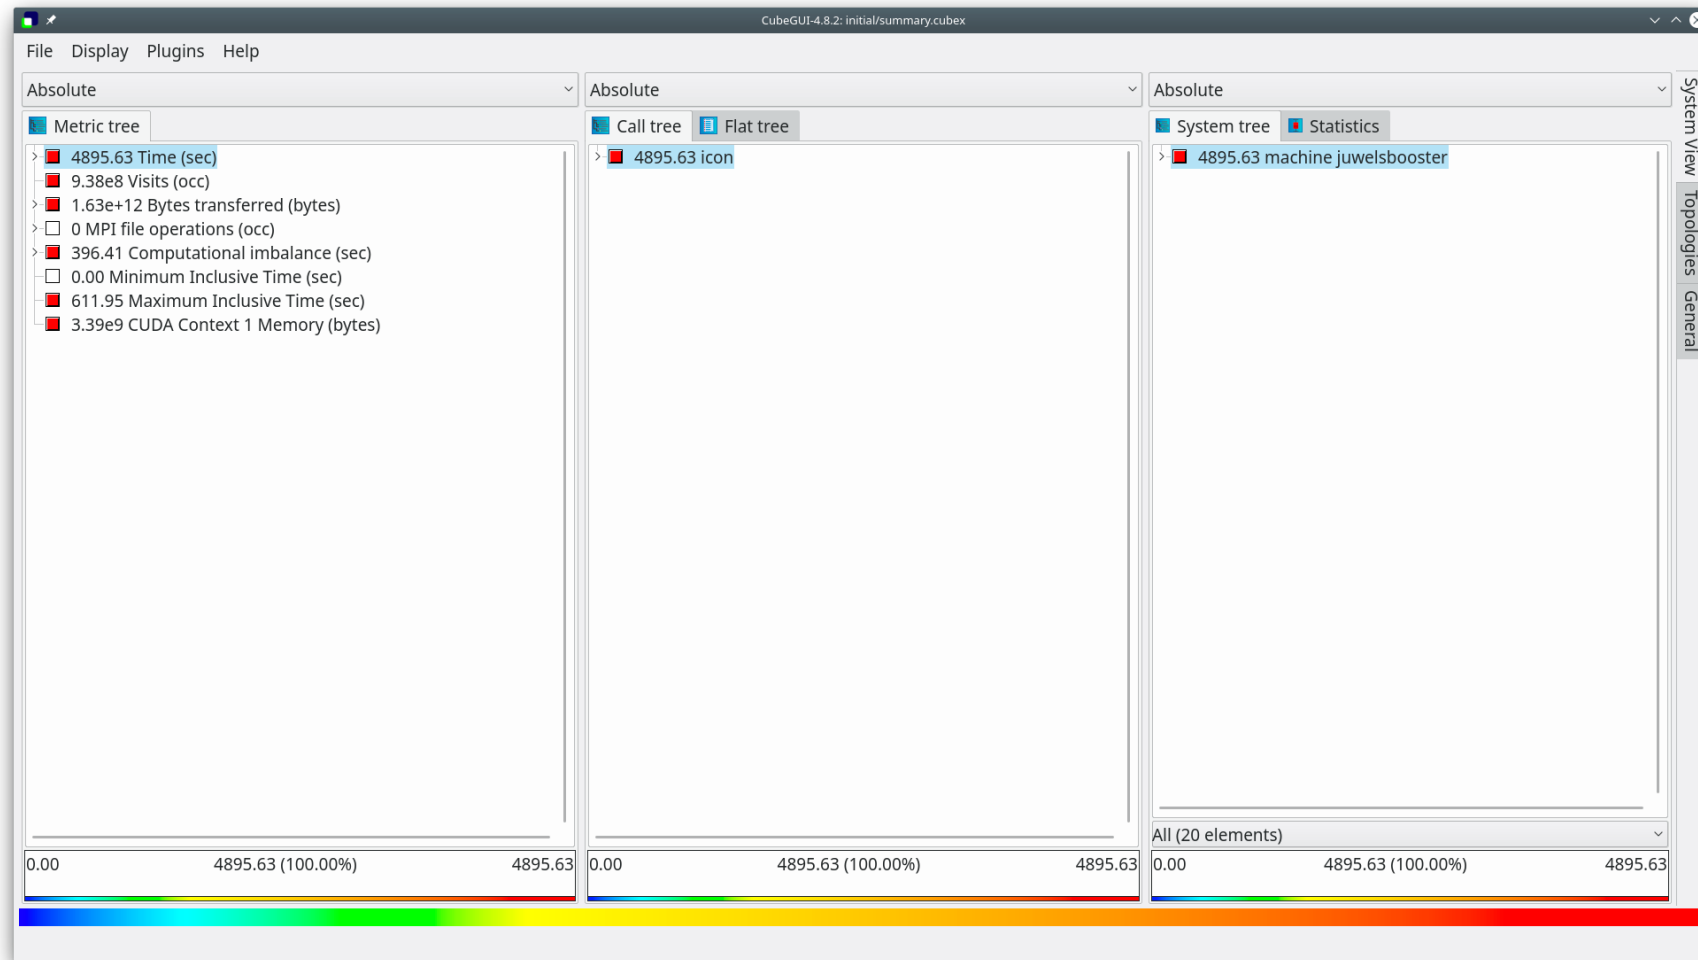 CubeGUI-4.8.2: initial/summary.cubex
File Display Plugins Help
Absolute
Absolute
Absolute
Metric tree
Call tree
Flat tree
System tree
Statistics
4895.63 Time (sec)
9.38e8 Visits (occ)
1.63e+12 Bytes transferred (bytes)
0 MPI file operations (occ)
396.41 Computational imbalance (sec)
0.00 Minimum Inclusive Time (sec)
611.95 Maximum Inclusive Time (sec)
3.39e9 CUDA Context 1 Memory (bytes)
4895.63 icon
4895.63 machine juwelsbooster
System View
Topologies
General
All (20 elements)
0.00 4895.63 (100.00%) 4895.63
0.00 4895.63 (100.00%) 4895.63
0.00 4895.63 (100.00%) 4895.63